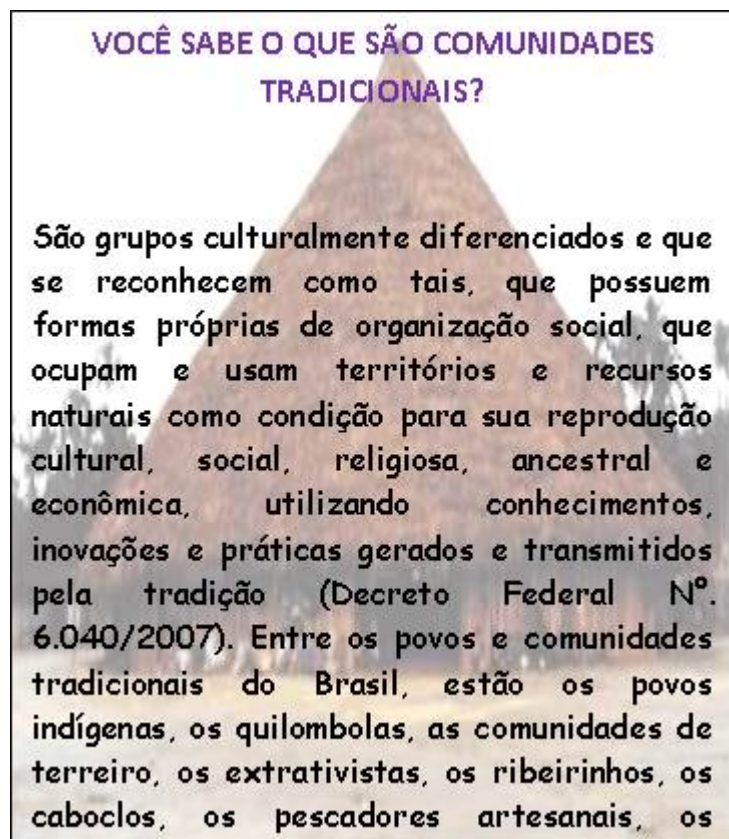 VOCÊ SABE O QUE SÃO COMUNIDADES
TRADICIONAIS?
São grupos culturalmente diferenciados e que
se reconhecem como tais, que possuem
formas próprias de organização social, que
ocupam e usam territórios e recursos
naturais como condição para sua reprodução
cultural, social, religiosa, ancestral e
econômica, utilizando conhecimentos,
inovações e práticas gerados e transmitidos
pela tradição (Decreto Federal Nº.
6.040/2007). Entre os povos e comunidades
tradicionais do Brasil, estão os povos
indígenas, os quilombolas, as comunidades de
terreiro, os extrativistas, os ribeirinhos, os
caboclos, os pescadores artesanais, os